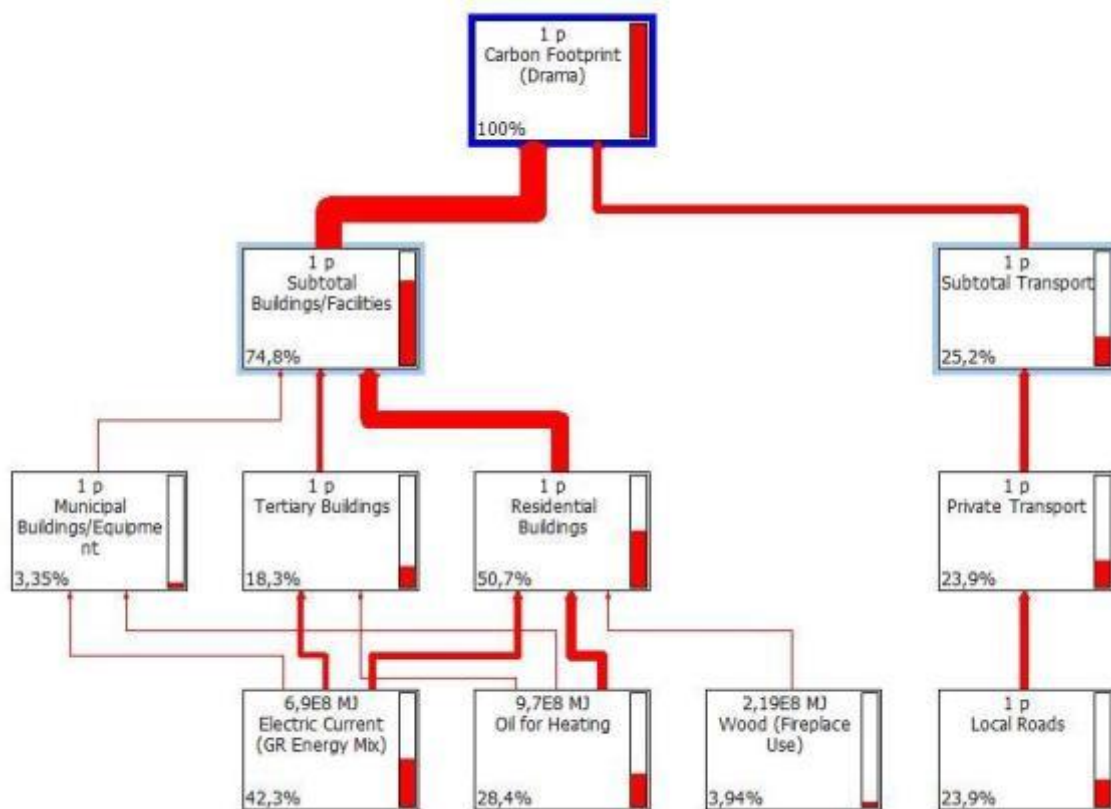 1 p
Carbon Footprint
(Drama)
100%
1 p
Subtotal
Buildings/Facilities
74,8%
1 p
Subtotal Transport
25,2%
1 p
Municipal
Buildings/Equipme
nt
3,35%
1 p
Tertiary Buildings
18,3%
1 p
Residential
Buildings
50,7%
1 p
Private Transport
23,9%
6,9E8 MJ
Electric Current
(GR Energy Mix)
42,3%
9,7E8 MJ
Oil for Heating
28,4%
2,19E8 MJ
Wood (Fireplace
Use)
3,94%
1 p
Local Roads
23,9%